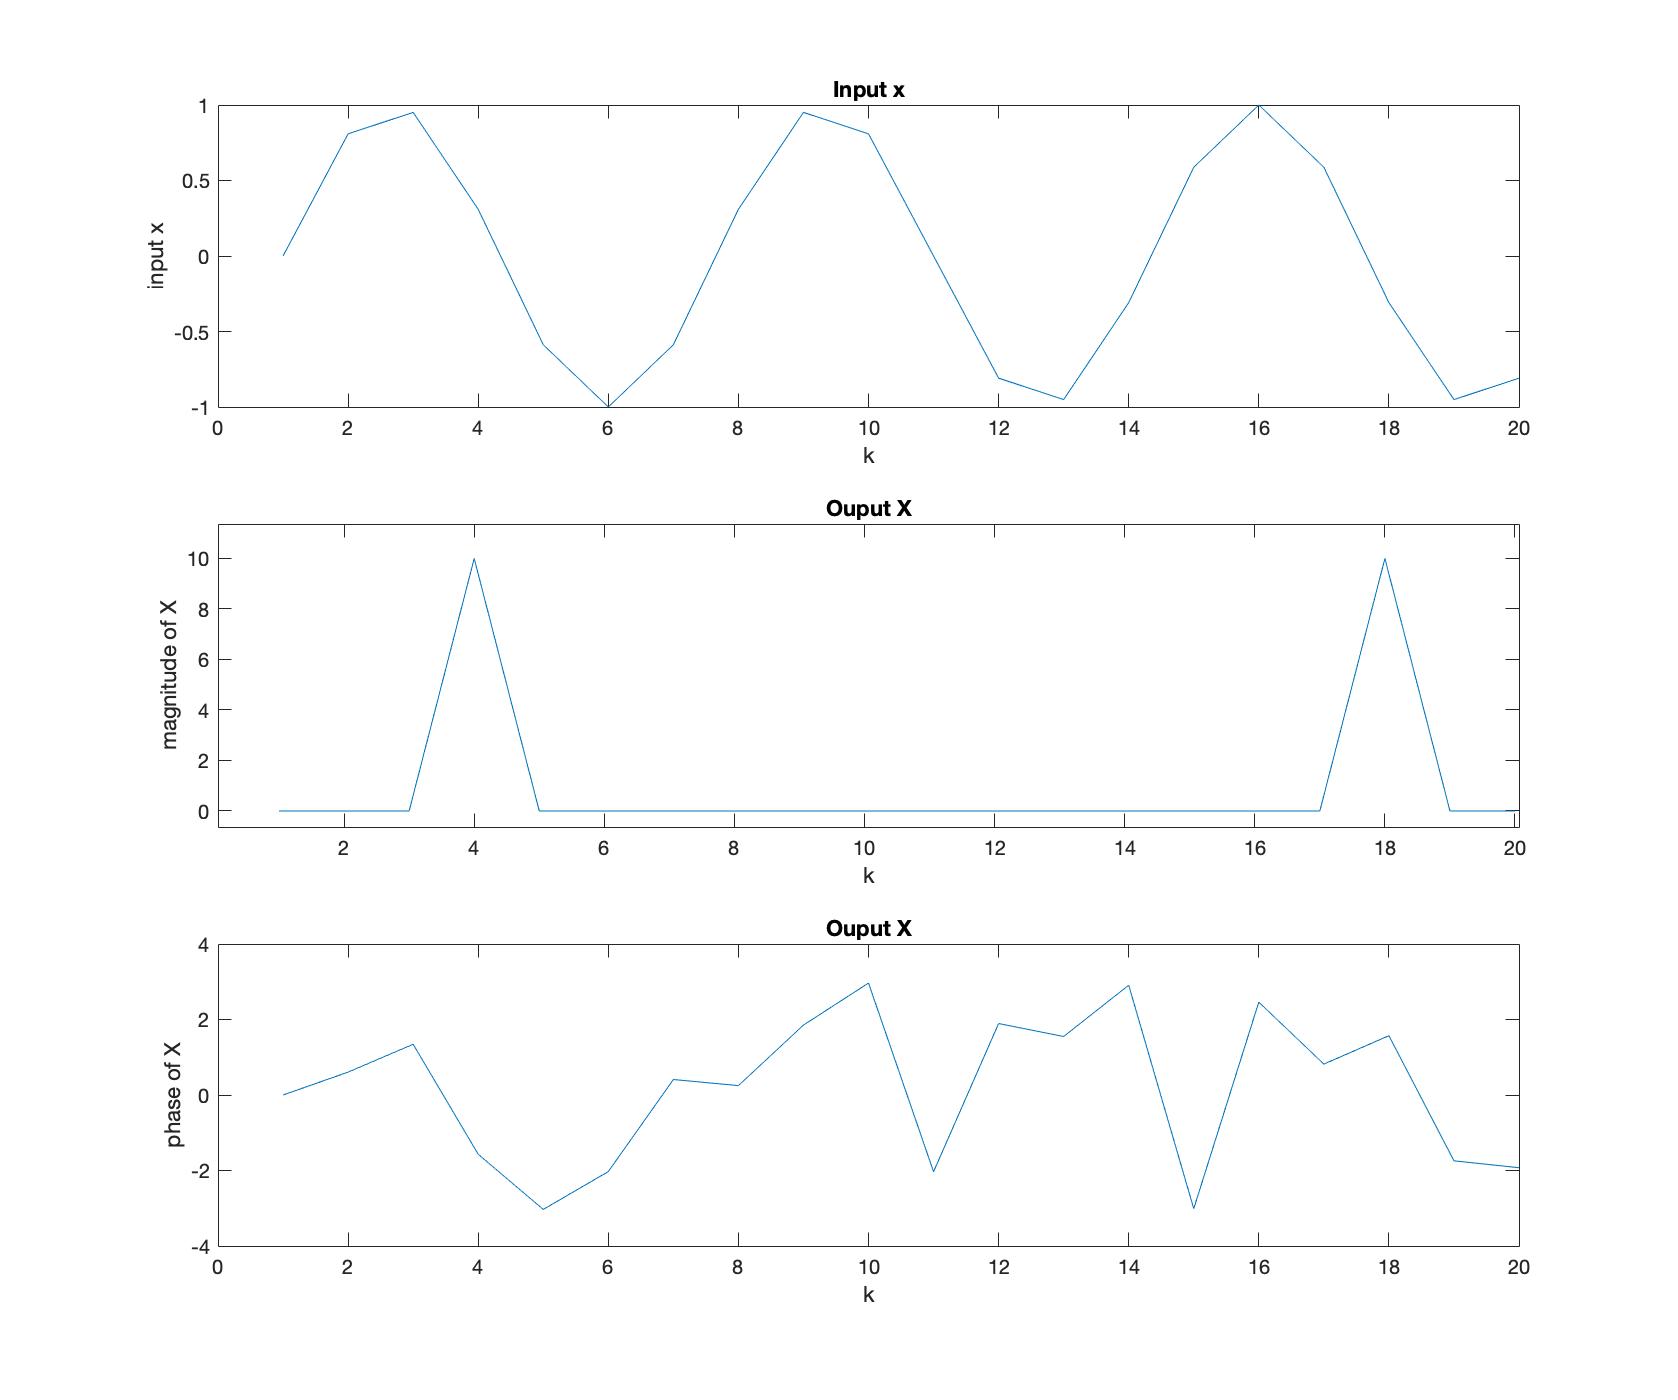 Input x
1
0.5
0
-0.5
-1
input x
0 2 4 6 8 10 12 14 16 18 20
k
Ouput X
10
8
6
4
2
0
magnitude of X
2 4 6 8 10 12 14 16 18 20
k
Ouput X
4
2
0
-2
-4
phase of X
0 2 4 6 8 10 12 14 16 18 20
k